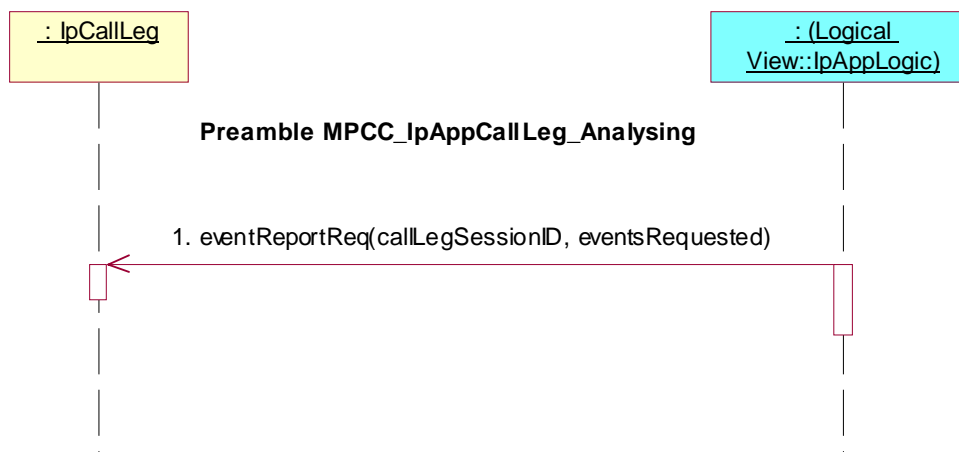 : IpCallLeg
: (Logical
View::IpAppLogic)
Preamble MPCC_IpAppCallLeg_Analysing
1. eventReportReq(callLegSessionID, eventsRequested)